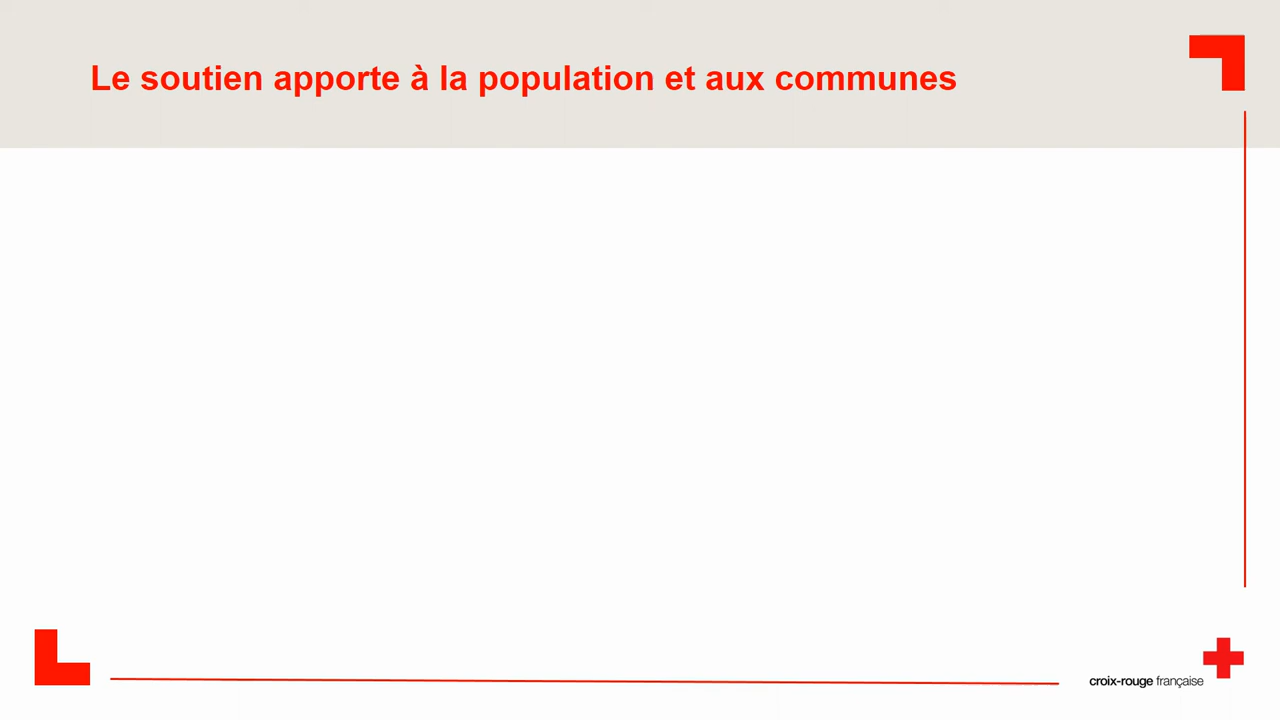 Le soutien apporte à la population et aux communes
croix-rouge française